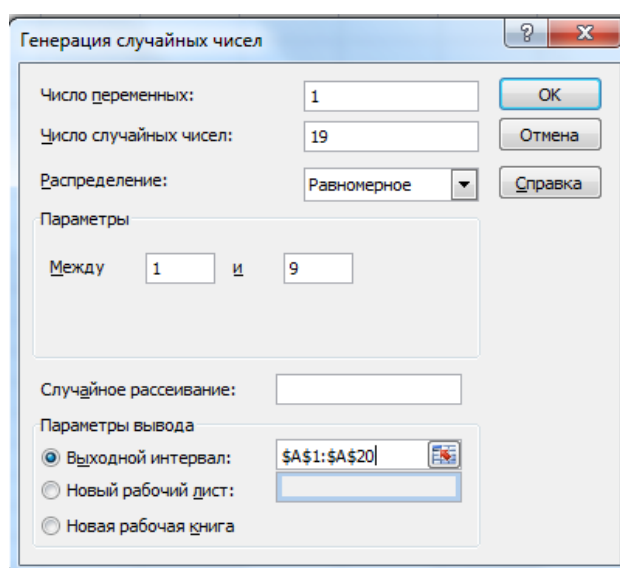 Генерация случайных чисел
Число переменных: 1 OK
Число случайных чисел: 19 Отмена
Распределение: Равномерное Справка
Параметры
Между 1 и 9
Случайное рассеивание:
Параметры вывода
Выходной интервал: $A$1:$A$20
Новый рабочий лист:
Новая рабочая книга